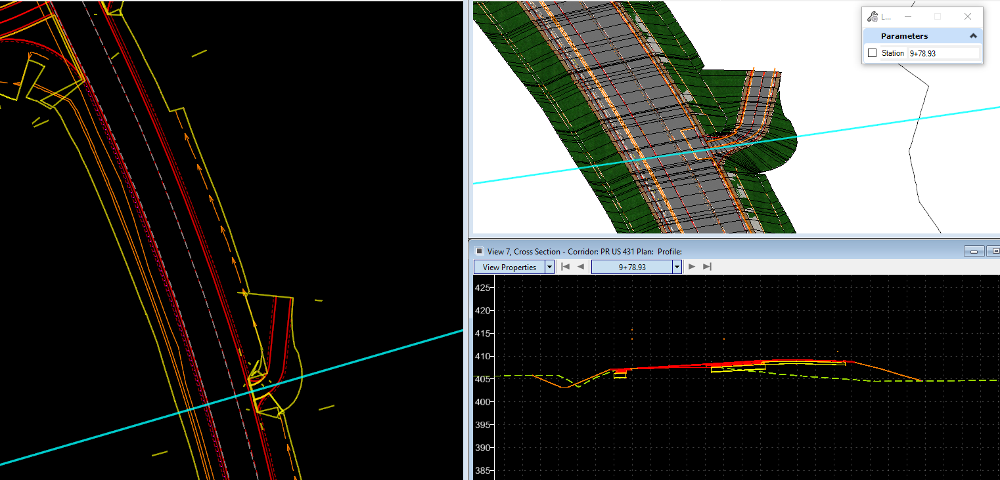 L...
Parameters
Station 9+78.93
View 7, Cross Section - Corridor: PR US 431 Plan: Profile:
View Properties 9+78.93
425
420
415
410
405
400
395
390
385